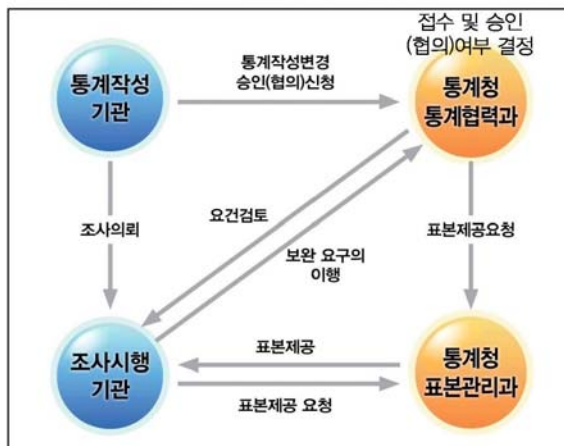 접수 및 승인
(협의)여부 결정
통계작성
기관
통계작성변경
승인(협의)신청
통계청
통계협력과
조사의뢰
요건검토
보완 요구의
이행
표본제공요청
조사시행
기관
표본제공
표본제공 요청
통계청
표본관리과